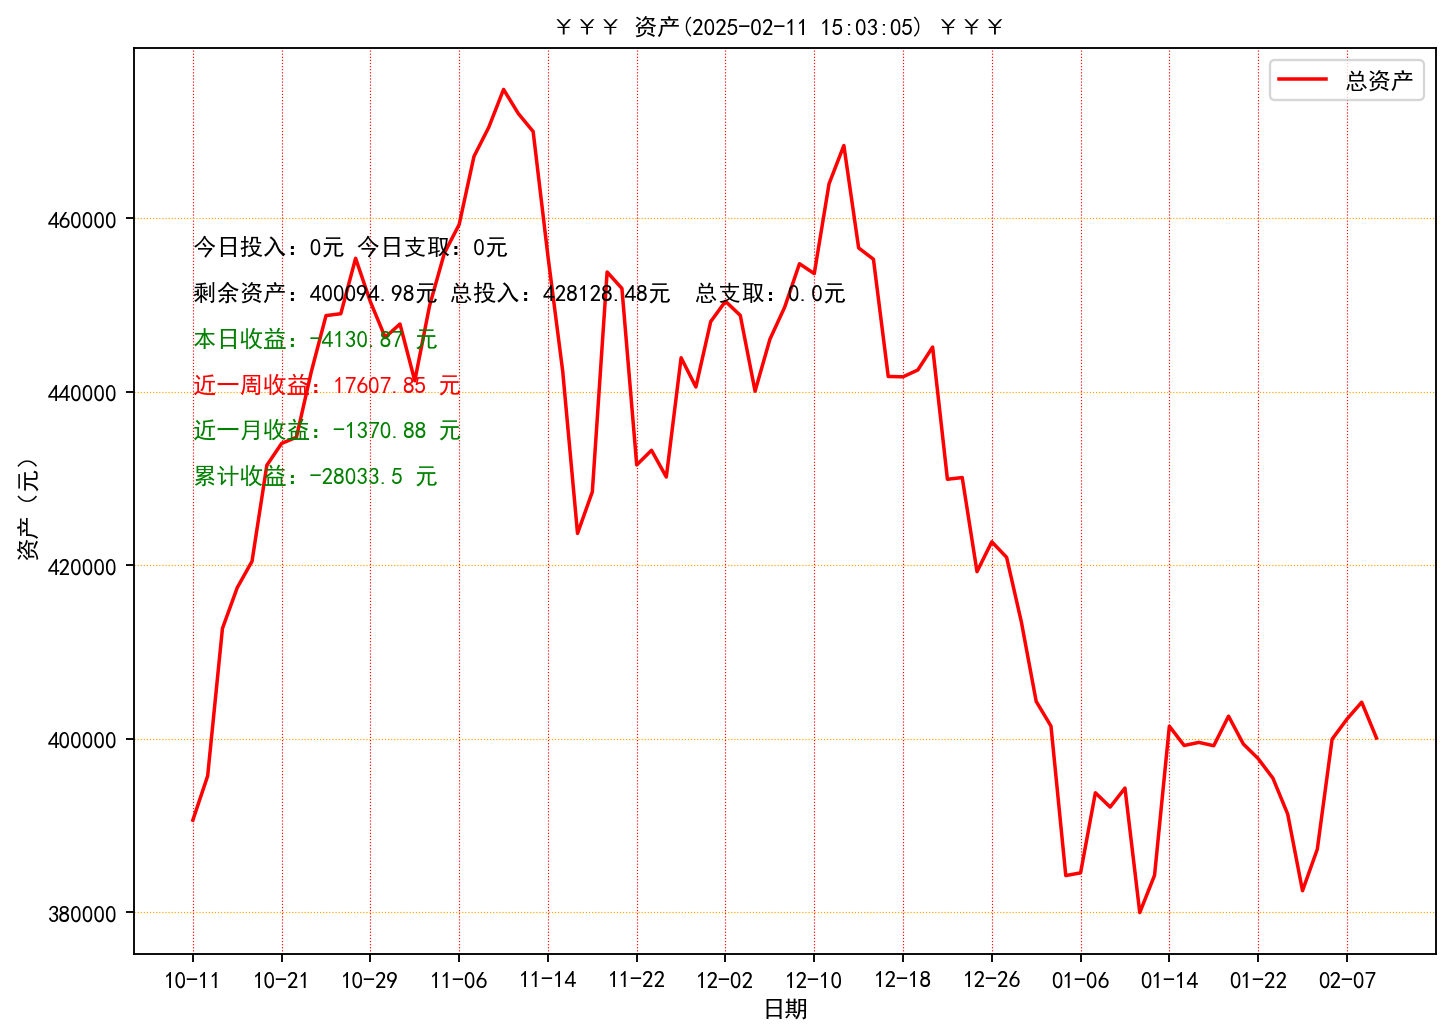 ￥￥￥ 资产(2025-02-11 15:03:05) ￥￥￥
总资产
460000
440000
420000
400000
380000
资产（元）
今日投入：0元 今日支取：0元
剩余资产：400094.98元 总投入：428128.48元 总支取：0.0元
本日收益：-4130.87 元
近一周收益：17607.85 元
近一月收益：-1370.88 元
累计收益：-28033.5 元
10-11 10-21 10-29 11-06 11-14 11-22 12-02 12-10 12-18 12-26 01-06 01-14 01-22 02-07
日期